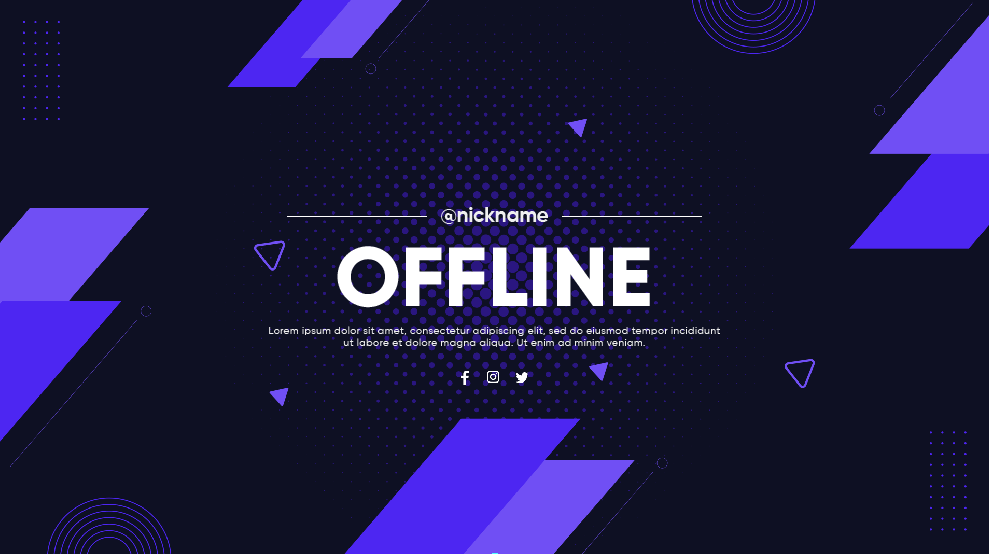 @nickname
OFFLINE
Lorem ipsum dolor sit amet, consectetur adipiscing elit, sed do eiusmod tempor incididunt
ut labore et dolore magna aliqua. Ut enim ad minim veniam.